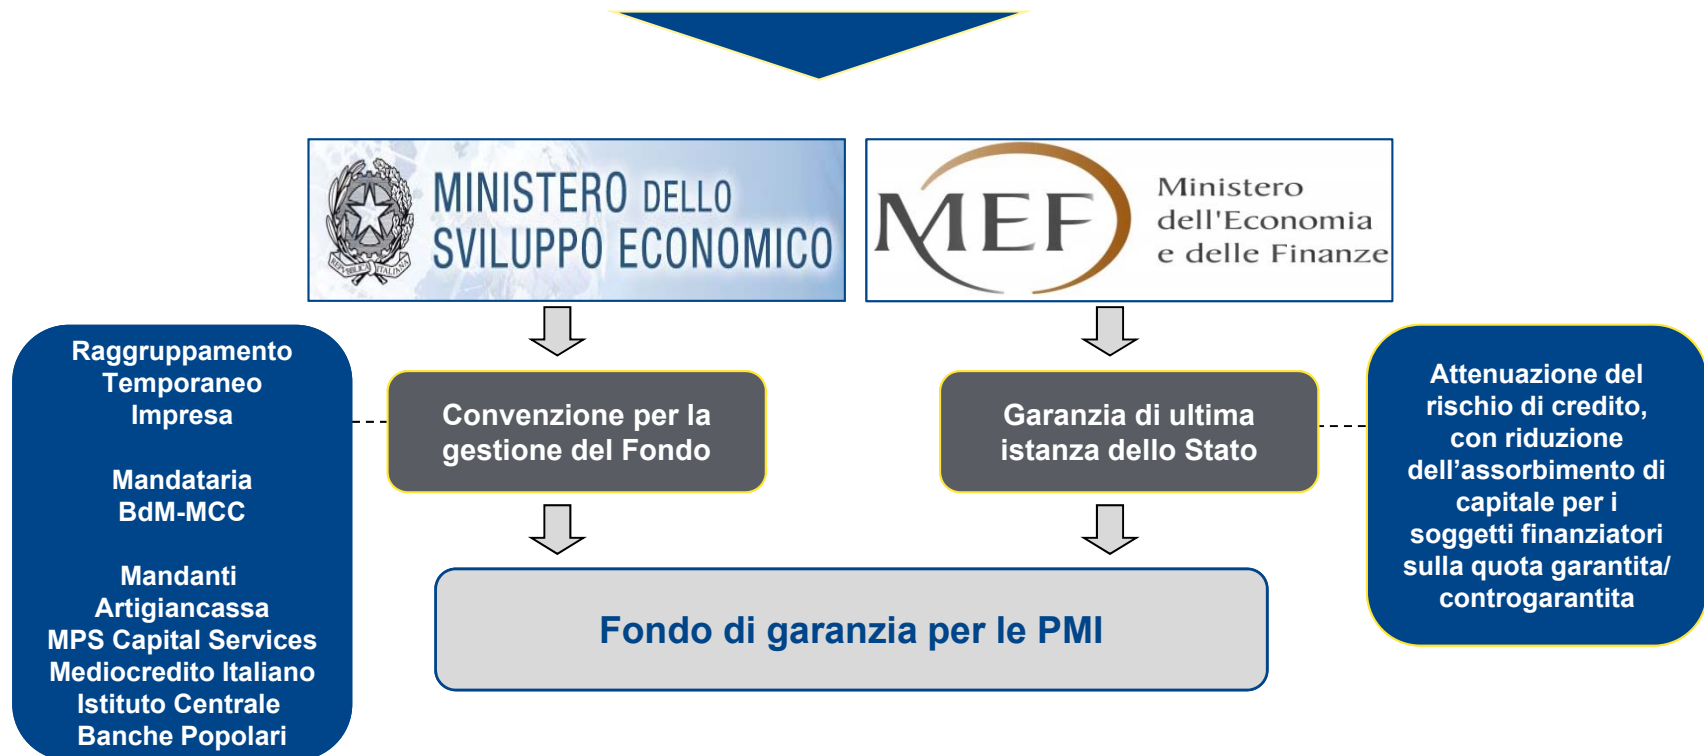 MINISTERO DELLO
SVILUPPO ECONOMICO
REPVBBLICA ITALIANA
MEF
Ministero
dell'Economia
e delle Finanze
Raggruppamento
Temporaneo
Impresa
Mandataria
BdM-MCC
Mandanti
Artigiancassa
MPS Capital Services
Mediocredito Italiano
Istituto Centrale
Banche Popolari
Convenzione per la
gestione del Fondo
Garanzia di ultima
istanza dello Stato
Attenuazione del
rischio di credito,
con riduzione
dell’assorbimento di
capitale per i
soggetti finanziatori
sulla quota garantita/
controgarantita
Fondo di garanzia per le PMI